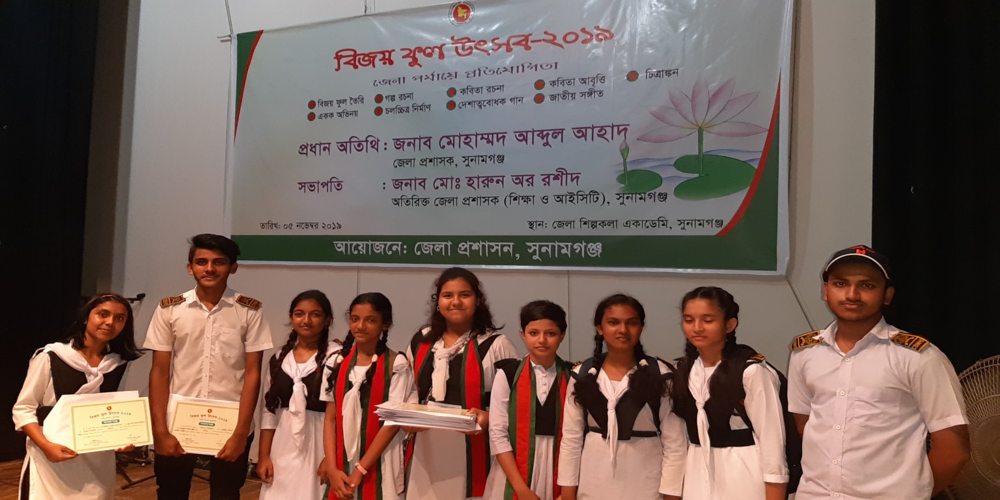 বিজয় ফুল উৎসব-২০১৯
জেলা পর্যায়ে প্রতিযোগিতা
বিজয় ফুল তৈরি গল্প রচনা কবিতা রচনা কবিতা আবৃত্তি চিত্রাঙ্কন
একক অভিনয় চলচ্চিত্র নির্মাণ দেশাত্ববোধক গান জাতীয় সঙ্গীত
প্রধান অতিথি : জনাব মোহাম্মদ আব্দুল আহাদ
জেলা প্রশাসক, সুনামগঞ্জ
সভাপতি : জনাব মোঃ হারুন অর রশীদ
অতিরিক্ত জেলা প্রশাসক (শিক্ষা ও আইসিটি), সুনামগঞ্জ
তারিখ: ০৫ নভেম্বর ২০১৯ স্থান: জেলা শিল্পকলা একাডেমি, সুনামগঞ্জ
আয়োজনে: জেলা প্রশাসন, সুনামগঞ্জ
বিজয় ফুল উৎসব-২০১৯
বিজয় ফুল উৎসব-২০১৯